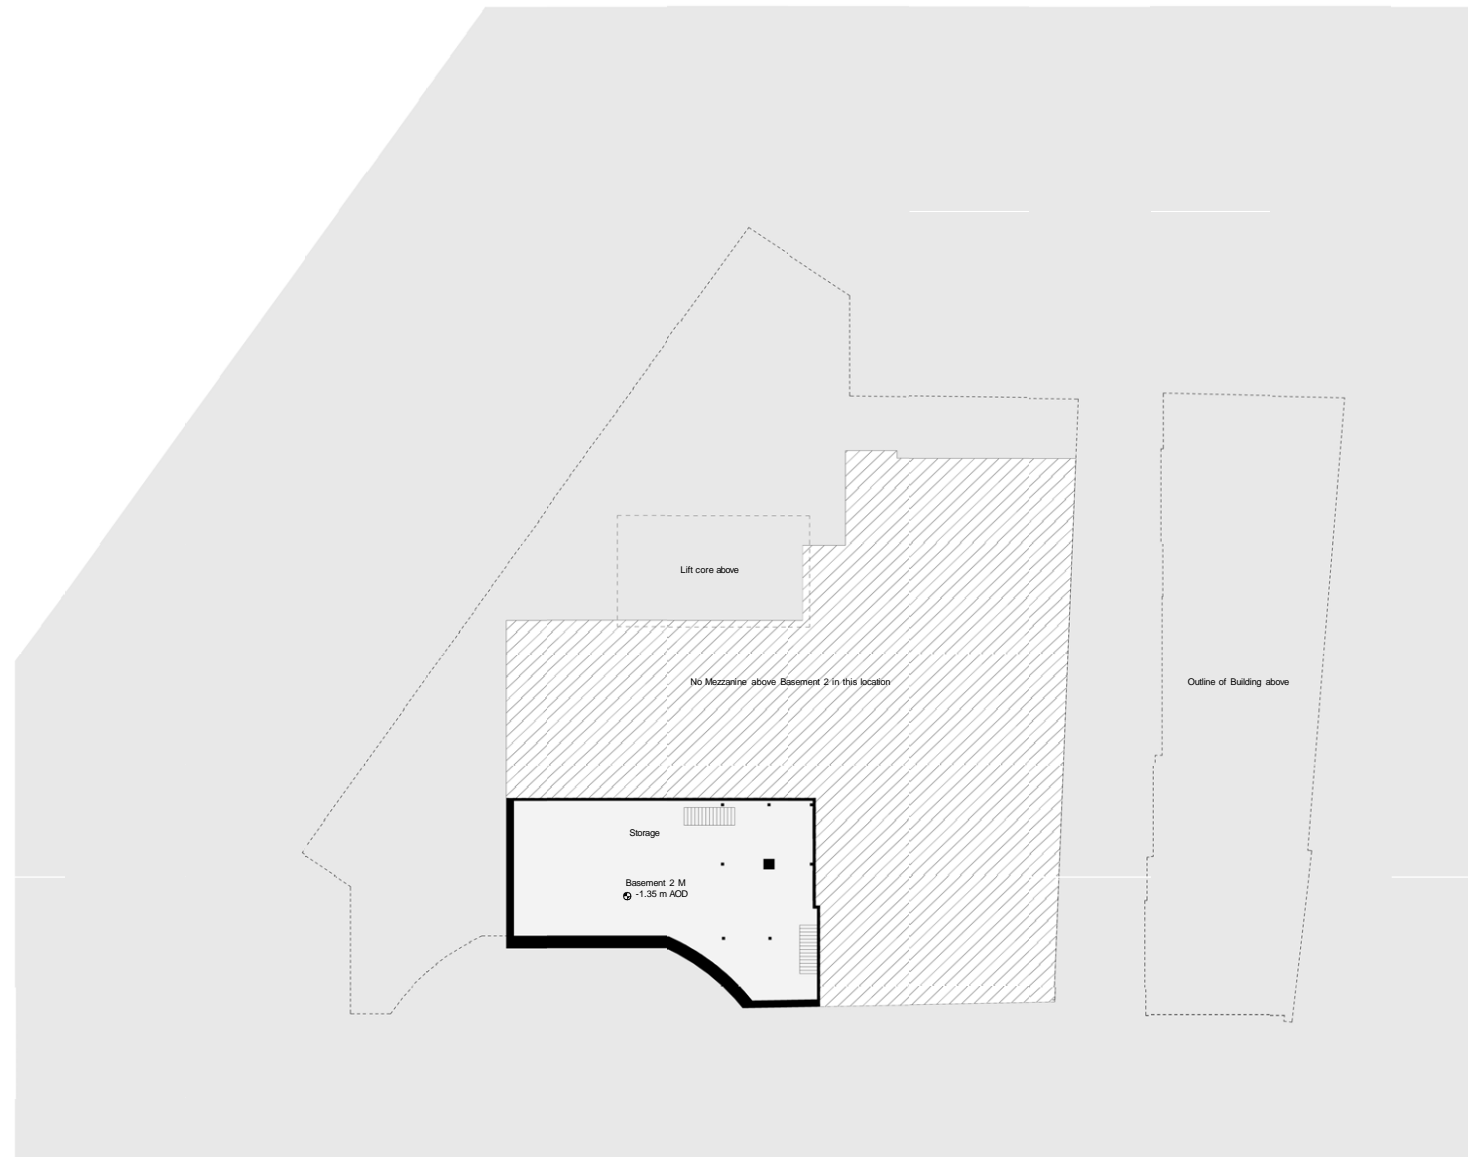 Lift core above
No Mezzanine above Basement 2 in this location
Outline of Building above
Storage
Basement 2 M
-1.35 m AOD